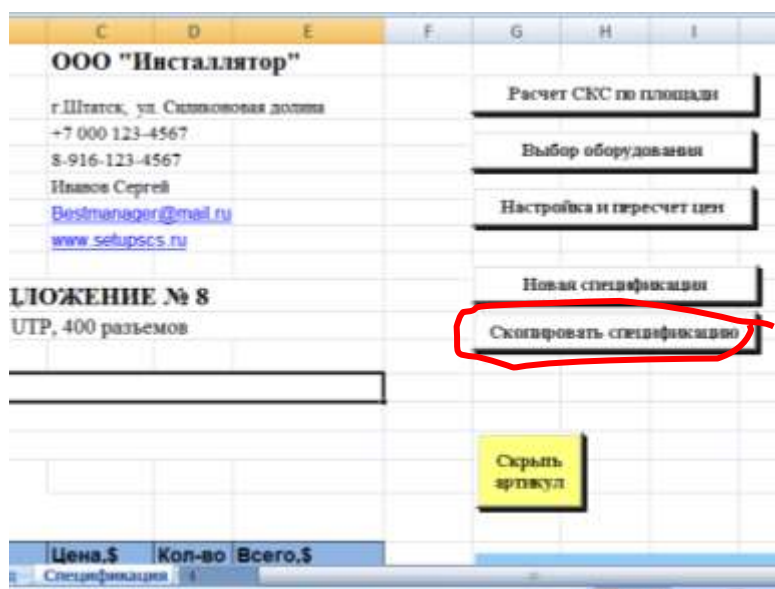 C D E F G H I
ООО "Инсталлятор"
г.Штатск, ул. Силиконовая долина
+7 000 123-4567
8-916-123-4567
Иванов Сергей
Bestmanager@mail.ru
www.setupscs.ru
ДЛОЖЕНИЕ № 8
UTP, 400 разъемов
Расчет СКС по площади
Выбор оборудования
Настройка и пересчет цен
Новая спецификация
Скопировать спецификацию
Скрыть
артикул
Цена,$ Кол-во Всего,$
Спецификация